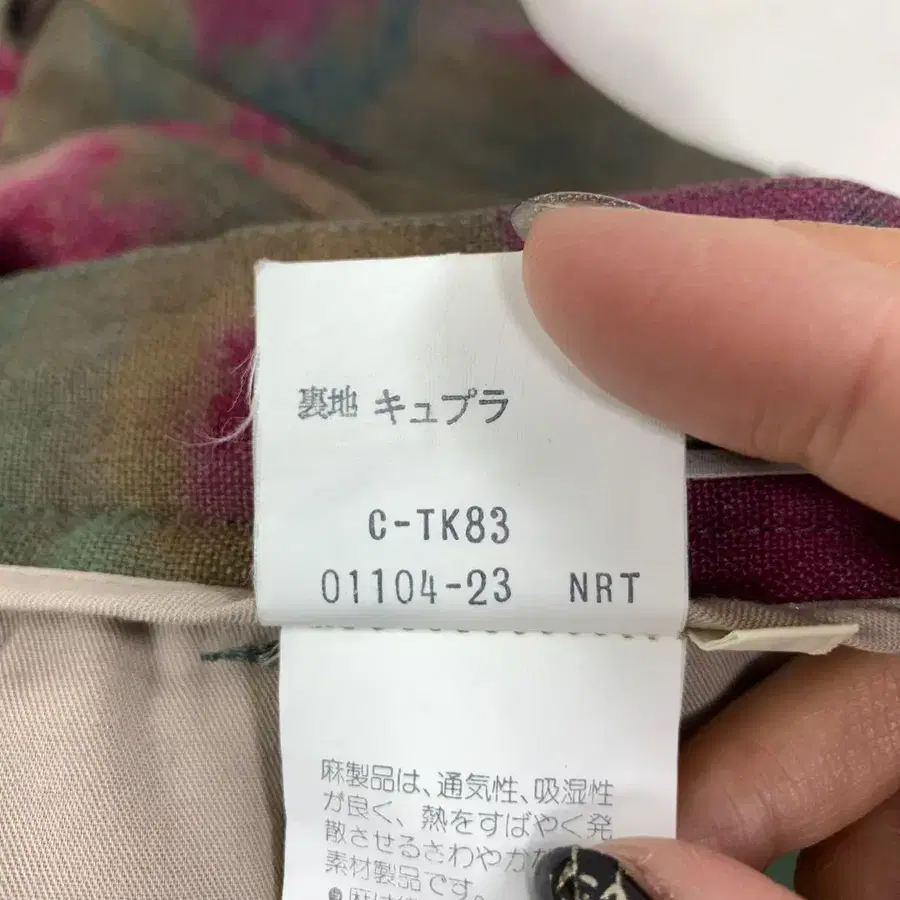 裏地 キュプラ
C-TK83
01104-23 NRT
麻製品は、通気性、吸湿性
が良く、熱をすばやく発
散させるさわやかな
素材製品です。